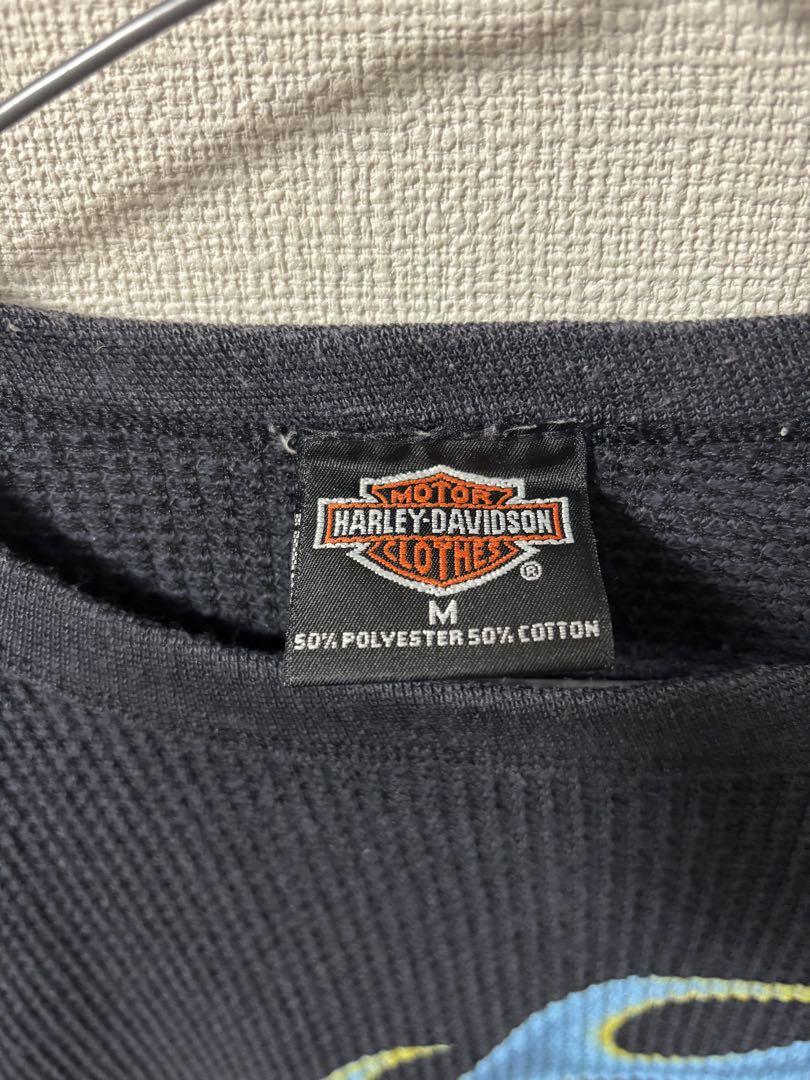 MOTOR
HARLEY-DAVIDSON
CLOTHES
®
M
50% POLYESTER 50% COTTON